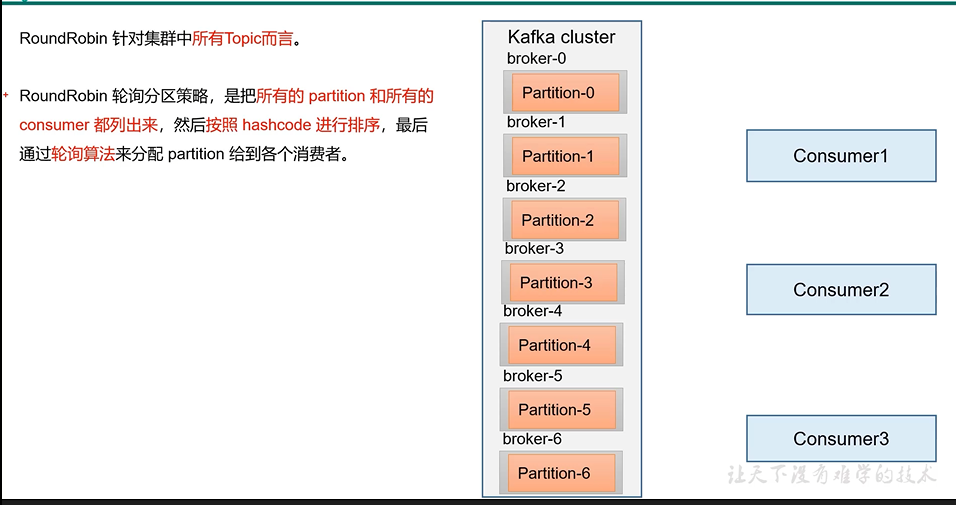 RoundRobin 针对集群中所有Topic而言。
RoundRobin 轮询分区策略，是把所有的 partition 和所有的
consumer 都列出来，然后按照 hashcode 进行排序，最后
通过轮询算法来分配 partition 给到各个消费者。
Kafka cluster
broker-0
Partition-0
broker-1
Partition-1
broker-2
Partition-2
broker-3
Partition-3
broker-4
Partition-4
broker-5
Partition-5
broker-6
Partition-6
Consumer1
Consumer2
Consumer3
让天下没有难学的技术